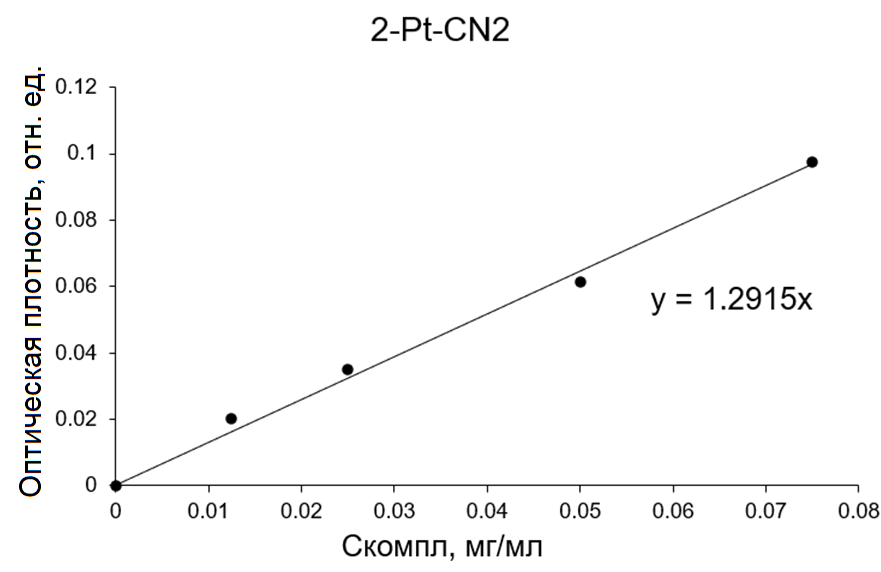 2-Pt-CN2
Оптическая плотность, отн. ед.
0.12
0.1
0.08
0.06
0.04
0.02
0
y = 1.2915x
0 0.01 0.02 0.03 0.04 0.05 0.06 0.07 0.08
Cкомпл, мг/мл